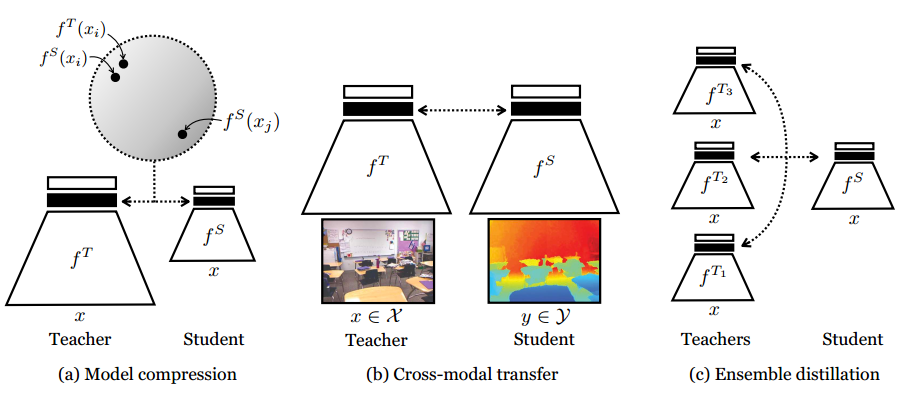 f^T(x_i)
f^S(x_i)
f^S(x_j)
f^T
f^S
x
x
Teacher Student
(a) Model compression
f^T
f^S
x ∈ 𝒳
y ∈ 𝒴
Teacher Student
(b) Cross-modal transfer
f^{T_3}
x
f^{T_2}
x
f^S
x
f^{T_1}
x
Teachers Student
(c) Ensemble distillation